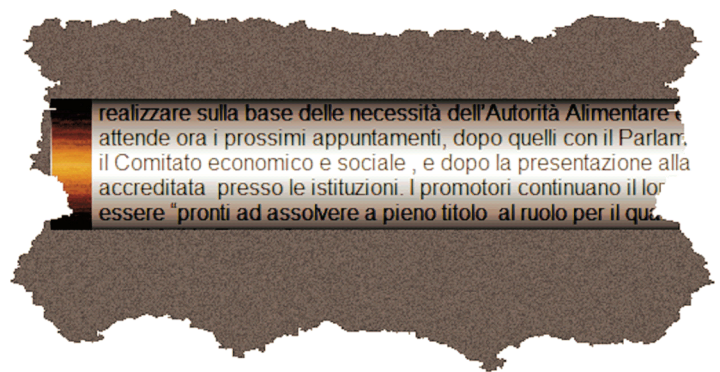 realizzare sulla base delle necessità dell'Autorità Alimentare
attende ora i prossimi appuntamenti, dopo quelli con il Parlam
il Comitato economico e sociale , e dopo la presentazione alla
accreditata presso le istituzioni. I promotori continuano il
essere “pronti ad assolvere a pieno titolo al ruolo per il